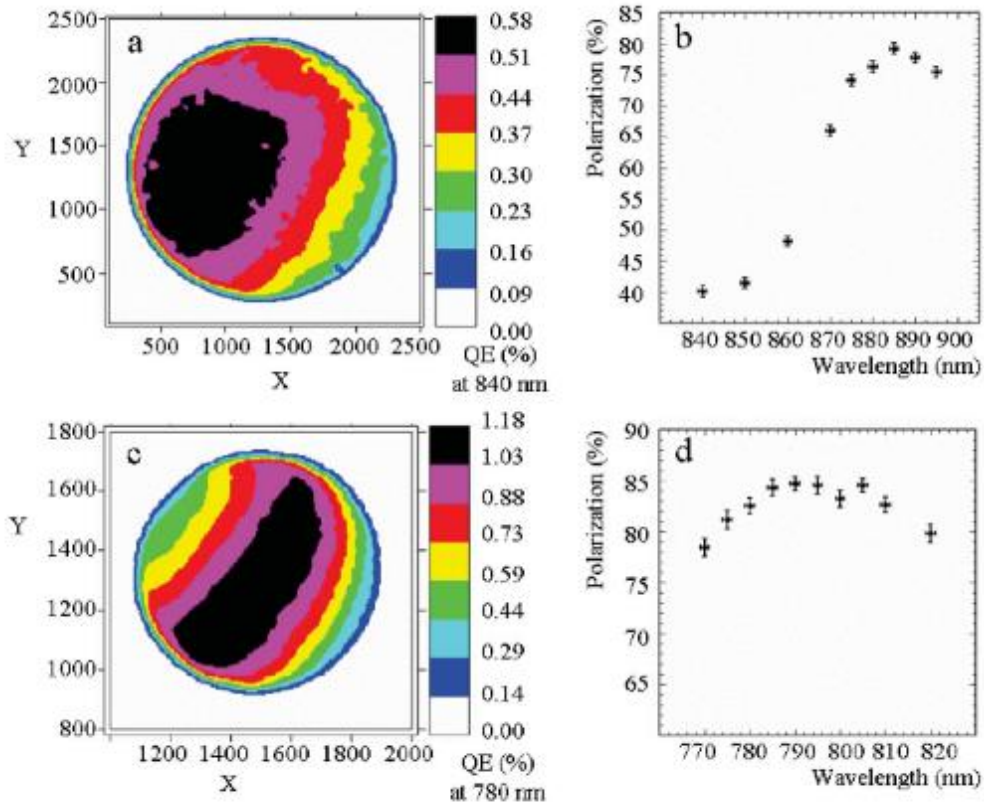 a
2500
2000
Y
1500
1000
500
500 1000 1500 2000 2500
X
0.58
0.51
0.44
0.37
0.30
0.23
0.16
0.09
0.00
QE (%)
at 840 nm
b
Polarization (%)
85
80
75
70
65
60
55
50
45
40
840 850 860 870 880 890 900
Wavelength (nm)
c
1800
1600
Y
1400
1200
1000
800
1200 1400 1600 1800 2000
X
1.18
1.03
0.88
0.73
0.59
0.44
0.29
0.14
0.00
QE (%)
at 780 nm
d
Polarization (%)
90
85
80
75
70
65
770 780 790 800 810 820
Wavelength (nm)